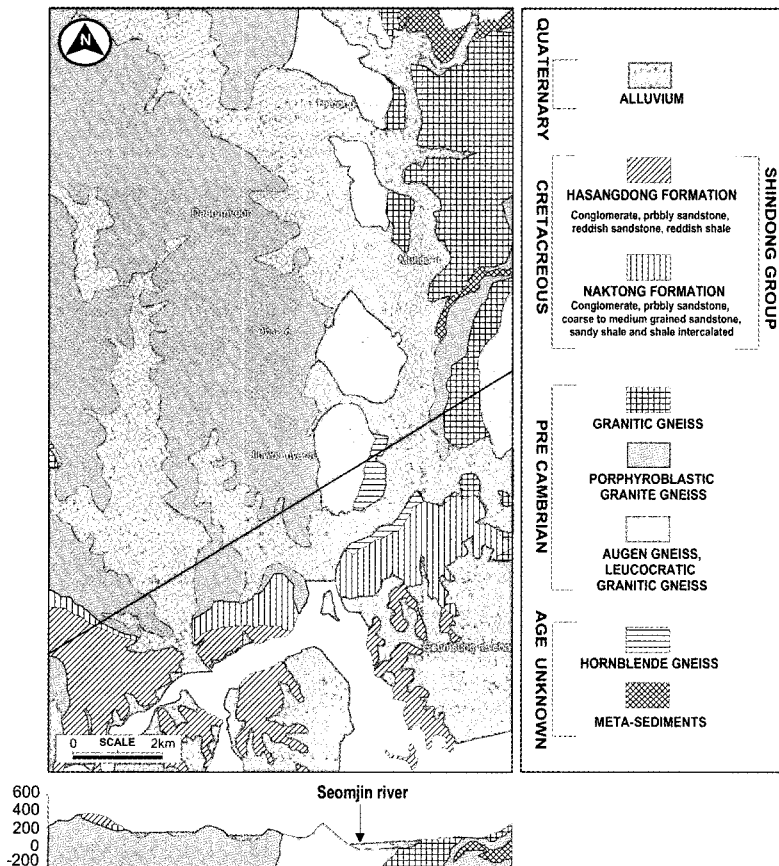 N
QUATERNARY
ALLUVIUM
CRETACREOUS
SHINDONG GROUP
HASANGDONG FORMATION
Conglomerate, prbbly sandstone,
reddish sandstone, reddish shale
NAKTONG FORMATION
Conglomerate, prbbly sandstone,
coarse to medium grained sandstone,
sandy shale and shale intercalated
PRE CAMBRIAN
GRANITIC GNEISS
PORPHYROBLASTIC
GRANITE GNEISS
AUGEN GNEISS,
LEUCOCRATIC
GRANITIC GNEISS
AGE UNKNOWN
HORNBLENDE GNEISS
META-SEDIMENTS
0 SCALE 2km
Seomjin river
600
400
200
0
-200